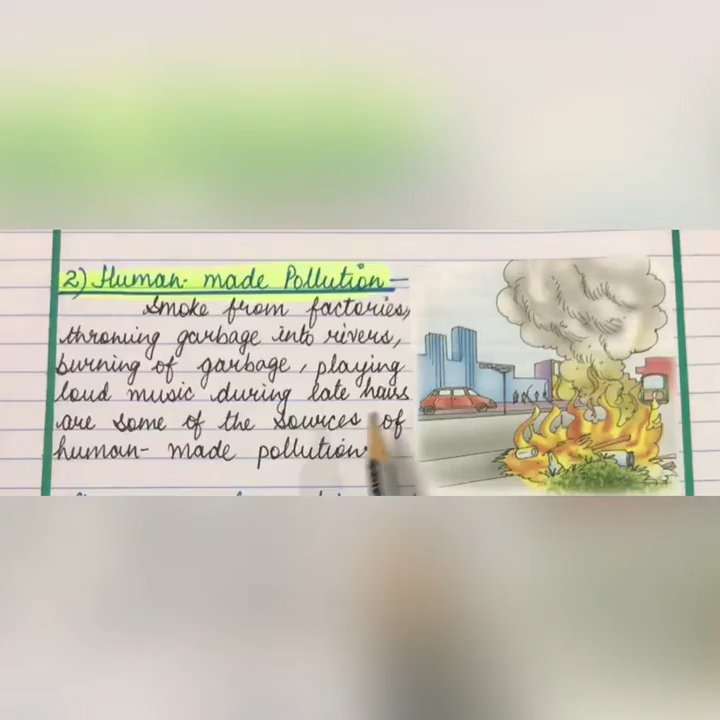 2) Human- made Pollution -
Smoke from factories,
throwing garbage into rivers,
burning of garbage, playing
loud music during late hours
are some of the sources of
human- made pollution